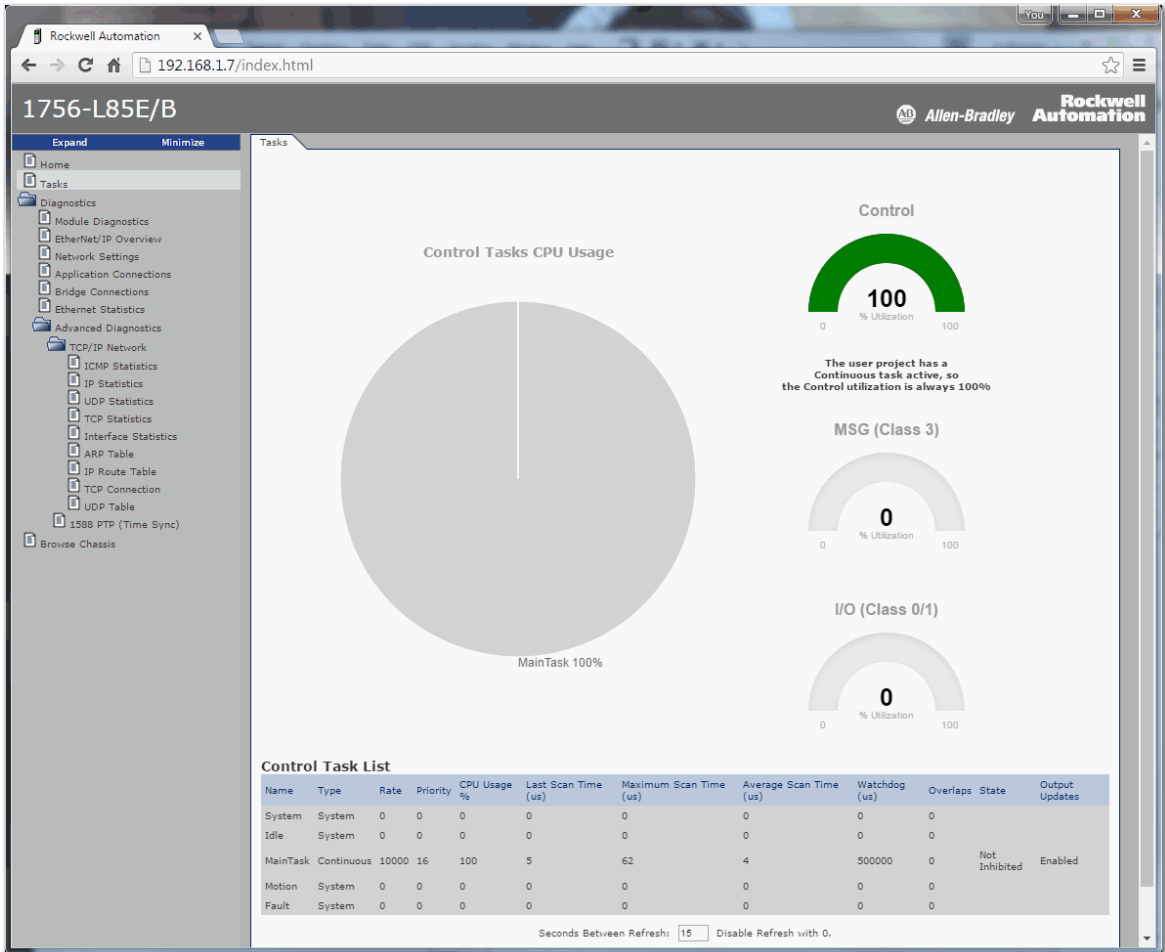 You
Rockwell Automation
192.168.1.7/index.html
1756-L85E/B
AB Allen-Bradley Rockwell Automation
Expand Minimize
Home
Tasks
Diagnostics
Module Diagnostics
EtherNet/IP Overview
Network Settings
Application Connections
Bridge Connections
Ethernet Statistics
Advanced Diagnostics
TCP/IP Network
ICMP Statistics
IP Statistics
UDP Statistics
TCP Statistics
Interface Statistics
ARP Table
IP Route Table
TCP Connection
UDP Table
1588 PTP (Time Sync)
Browse Chassis
Tasks
Control Tasks CPU Usage
MainTask 100%
Control
100
% Utilization
0 100
The user project has a
Continuous task active, so
the Control utilization is always 100%
MSG (Class 3)
0
% Utilization
0 100
I/O (Class 0/1)
0
% Utilization
0 100
Control Task List
Name Type Rate Priority CPU Usage % Last Scan Time (us) Maximum Scan Time (us) Average Scan Time (us) Watchdog (us) Overlaps State Output Updates
System System 0 0 0 0 0 0 0 0
Idle System 0 0 0 0 0 0 0 0
MainTask Continuous 10000 16 100 5 62 4 500000 0 Not Inhibited Enabled
Motion System 0 0 0 0 0 0 0 0
Fault System 0 0 0 0 0 0 0 0
Seconds Between Refresh: 15 Disable Refresh with 0.